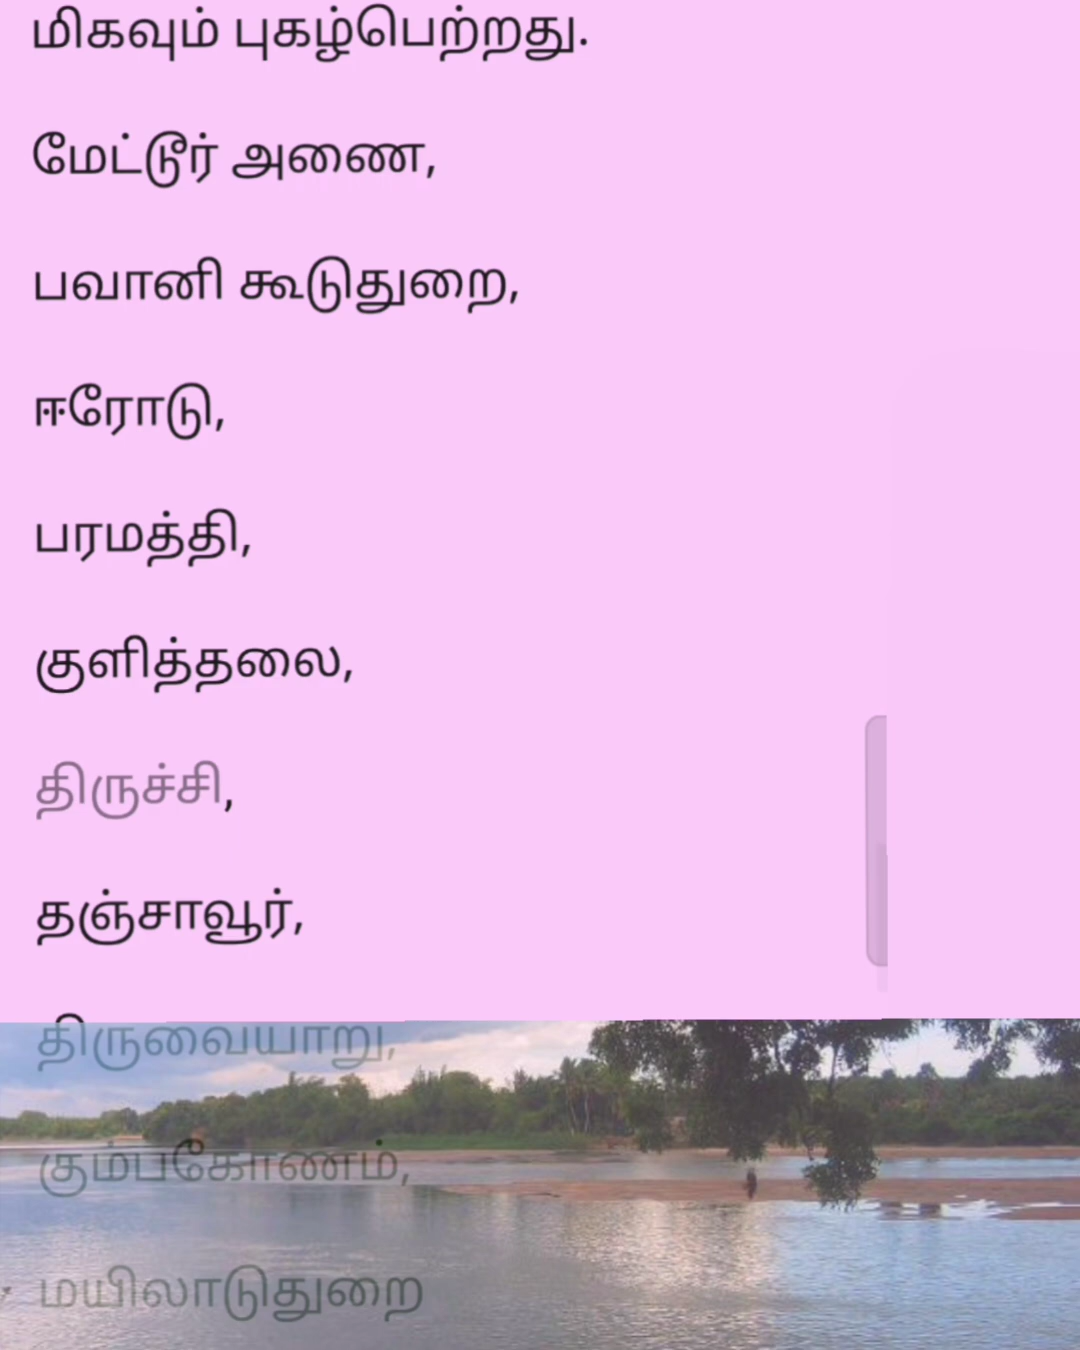 மிகவும் புகழ்பெற்றது.
மேட்டூர் அணை,
பவானி கூடுதுறை,
ஈரோடு,
பரமத்தி,
குளித்தலை,
திருச்சி,
தஞ்சாவூர்,
திருவையாறு,
கும்பகோணம்,
மயிலாடுதுறை